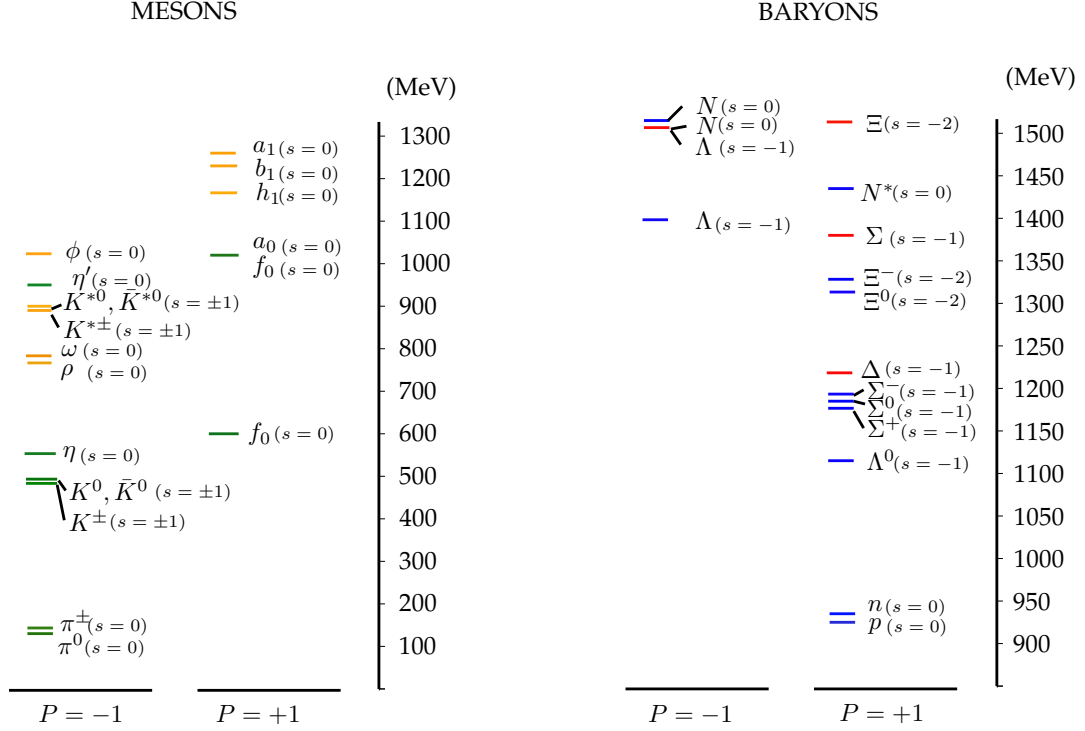 MESONS
(MeV)
1300
1200
1100
1000
900
800
700
600
500
400
300
200
100
ϕ (s = 0)
η′(s = 0)
K*⁰, K̄*⁰(s = ±1)
K*±(s = ±1)
ω(s = 0)
ρ (s = 0)
η (s = 0)
K⁰, K̄⁰ (s = ±1)
K± (s = ±1)
π±(s = 0)
π⁰(s = 0)
a₁(s = 0)
b₁(s = 0)
h₁(s = 0)
a₀ (s = 0)
f₀ (s = 0)
f₀(s = 0)
P = −1
P = +1
BARYONS
(MeV)
1500
1450
1400
1350
1300
1250
1200
1150
1100
1050
1000
950
900
N(s = 0)
N(s = 0)
Λ (s = −1)
Λ (s = −1)
Ξ(s = −2)
N*(s = 0)
Σ (s = −1)
Ξ⁻(s = −2)
Ξ⁰(s = −2)
Δ (s = −1)
Σ⁻(s = −1)
Σ⁰(s = −1)
Σ⁺(s = −1)
Λ⁰(s = −1)
n(s = 0)
p (s = 0)
P = −1
P = +1